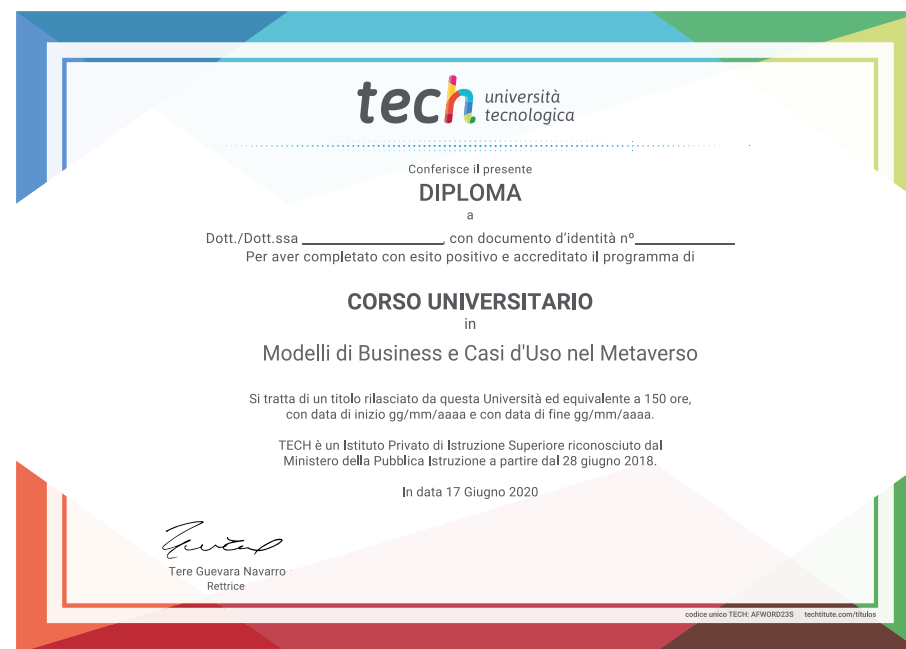 tech università
tecnologica
Conferisce il presente
DIPLOMA
a
Dott./Dott.ssa ____________________, con documento d'identità nº______________
Per aver completato con esito positivo e accreditato il programma di
CORSO UNIVERSITARIO
in
Modelli di Business e Casi d'Uso nel Metaverso
Si tratta di un titolo rilasciato da questa Università ed equivalente a 150 ore,
con data di inizio gg/mm/aaaa e con data di fine gg/mm/aaaa.
TECH è un Istituto Privato di Istruzione Superiore riconosciuto dal
Ministero della Pubblica Istruzione a partire dal 28 giugno 2018.
In data 17 Giugno 2020
Tere Guevara Navarro
Rettrice
codice unico TECH: AFWORD23S techtitute.com/titulos